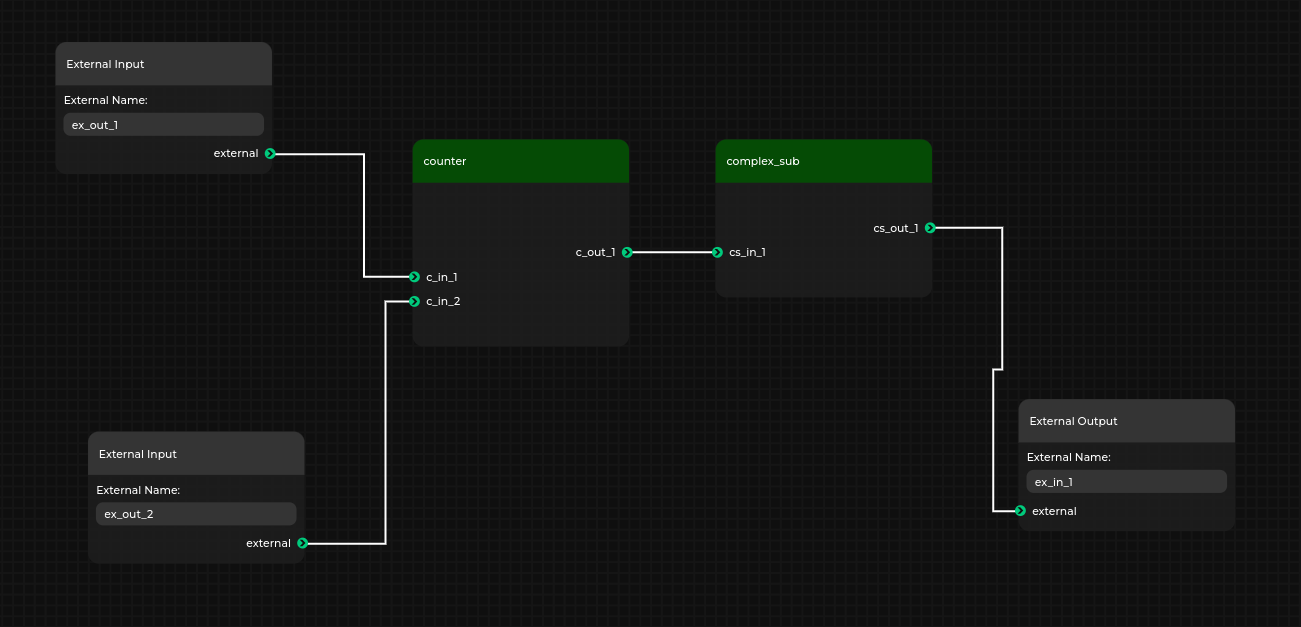 External Input
External Name:
ex_out_1
external
counter
c_out_1
c_in_1
c_in_2
complex_sub
cs_out_1
cs_in_1
External Input
External Name:
ex_out_2
external
External Output
External Name:
ex_in_1
external